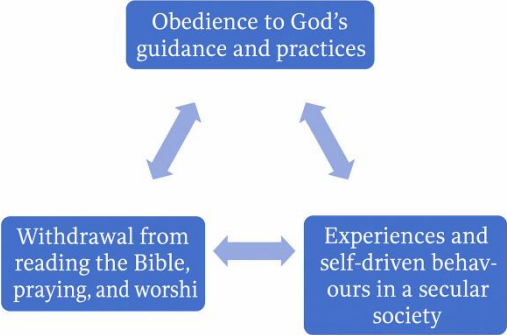 Obedience to God’s
guidance and practices
Withdrawal from
reading the Bible,
praying, and worshi
Experiences and
self-driven behav-
ours in a secular
society